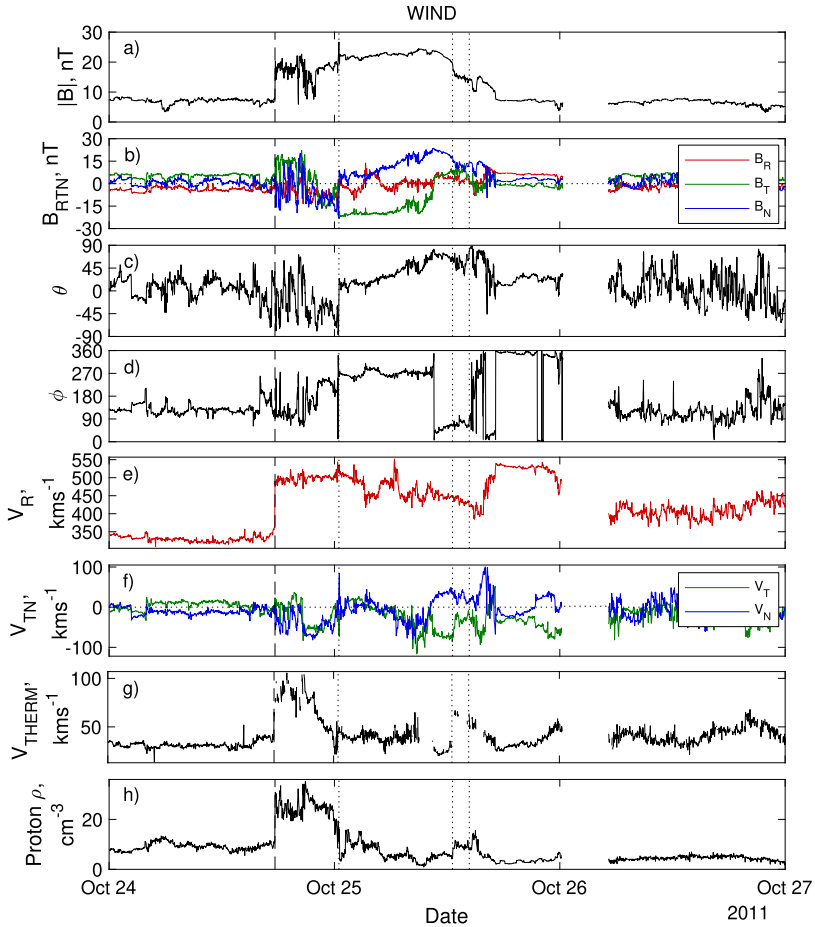 WIND
a)
|B|, nT
30
20
10
0
b)
B_RTN, nT
30
15
0
-15
-30
B_R
B_T
B_N
c)
θ
90
45
0
-45
-90
d)
ϕ
360
270
180
90
0
e)
V_R, kms^-1
550
500
450
400
350
f)
V_TN, kms^-1
100
0
-100
V_T
V_N
g)
V_THERM, kms^-1
100
50
h)
Proton ρ, cm^-3
20
0
Oct 24
Oct 25
Oct 26
Oct 27
Date
2011